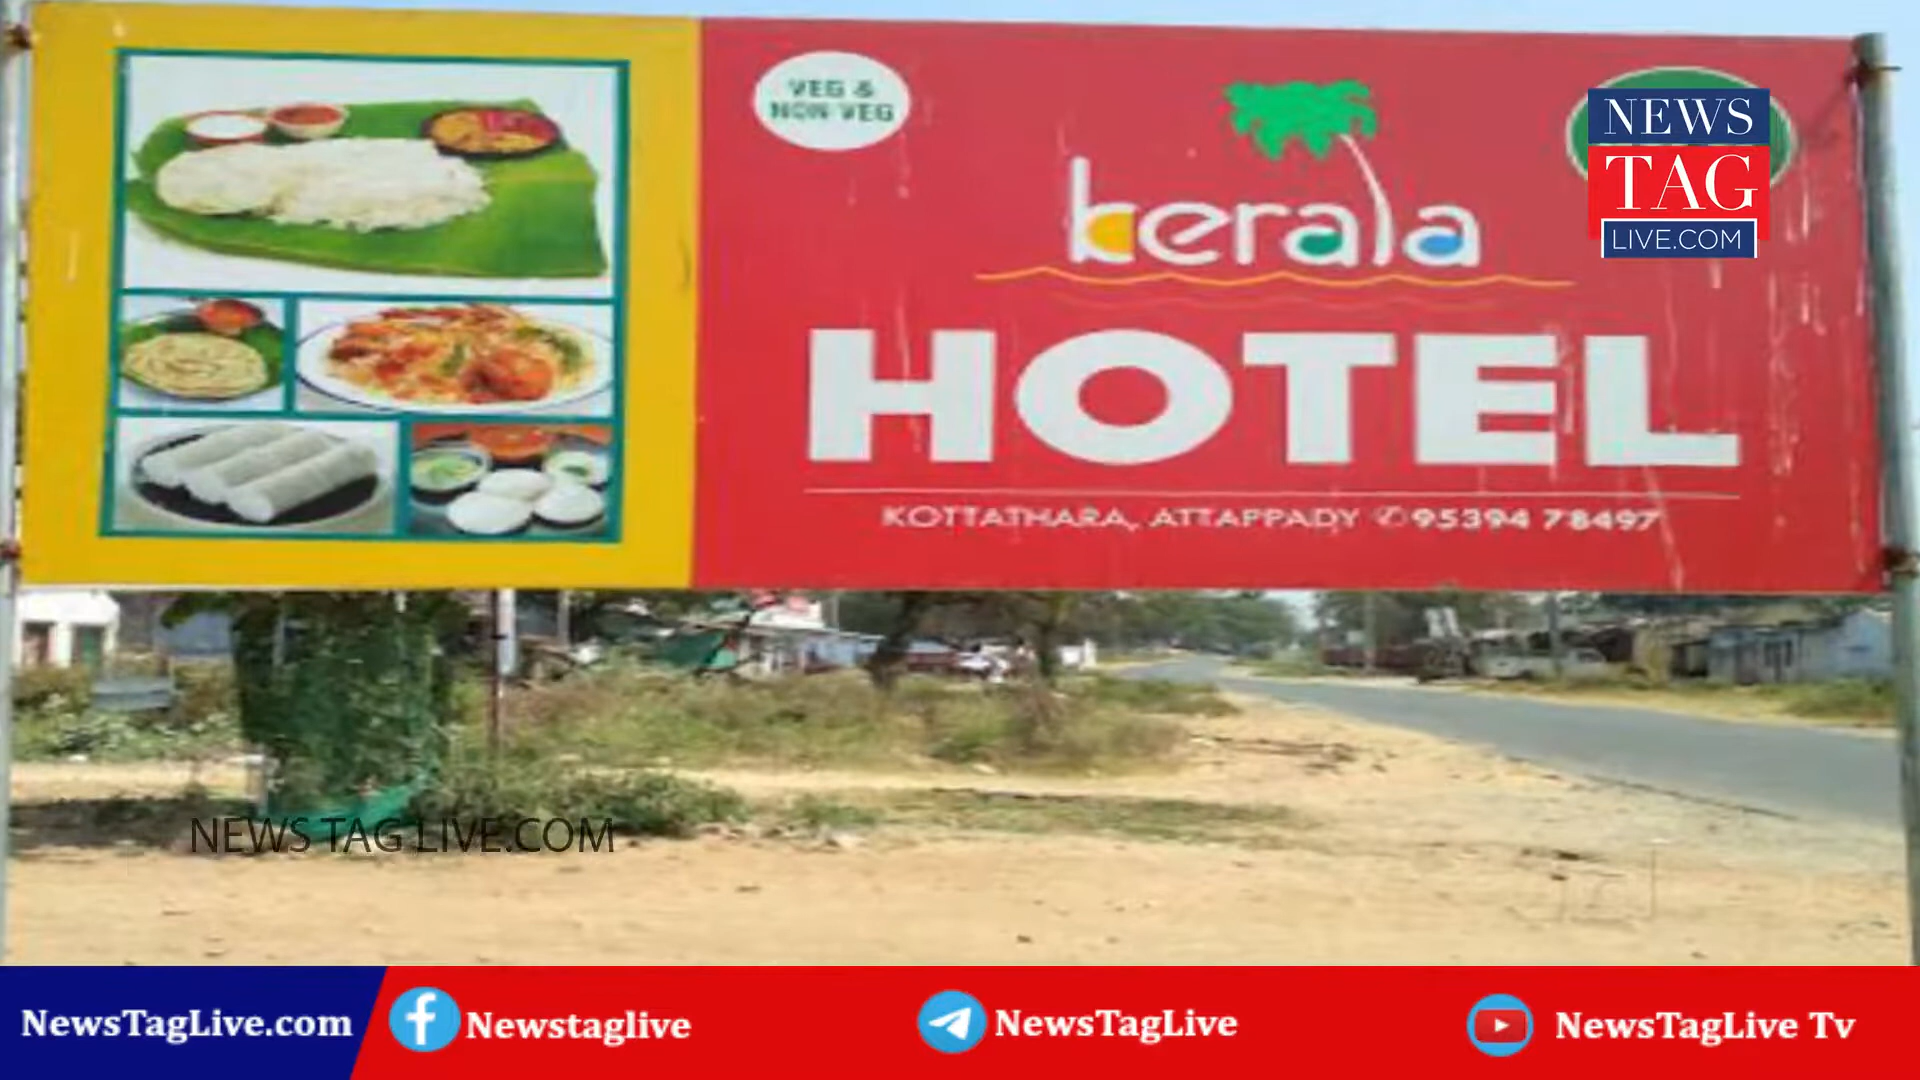 VEG &
NON VEG
kerala
HOTEL
KOTTATHARA, ATTAPPADY ✆ 95394 78497
NEWS
TAG
LIVE.COM
NEWS TAG LIVE.COM
NewsTagLive.com
Newstaglive
NewsTagLive
NewsTagLive Tv